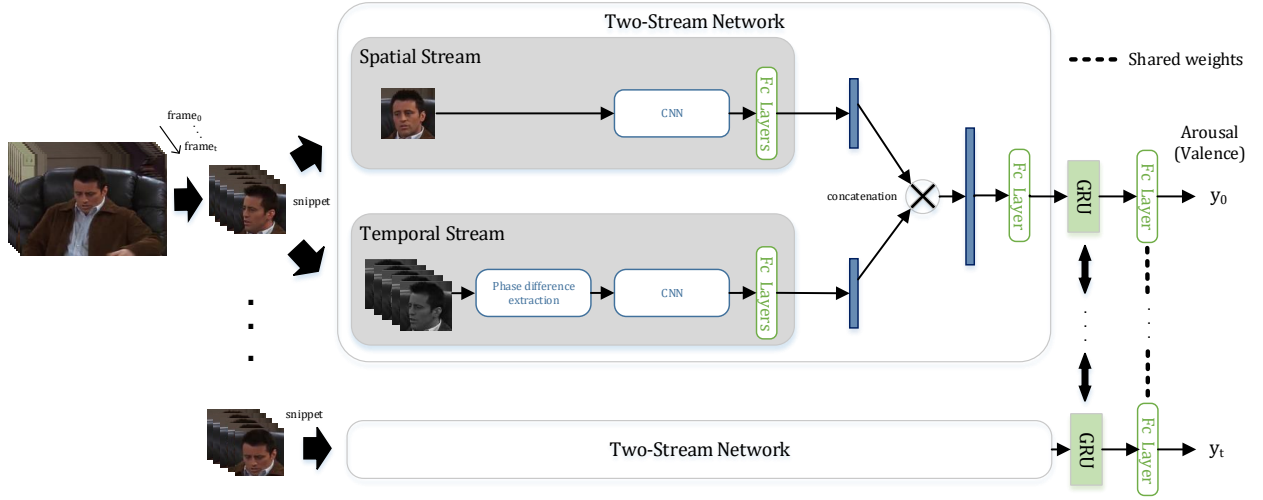 Two-Stream Network
Spatial Stream
Shared weights
frame0
framet
CNN
Fc Layers
Arousal
(Valence)
snippet
concatenation
Fc Layer
GRU
Fc Layer
y0
Temporal Stream
Phase difference
extraction
CNN
Fc Layers
snippet
Two-Stream Network
GRU
Fc Layer
yt